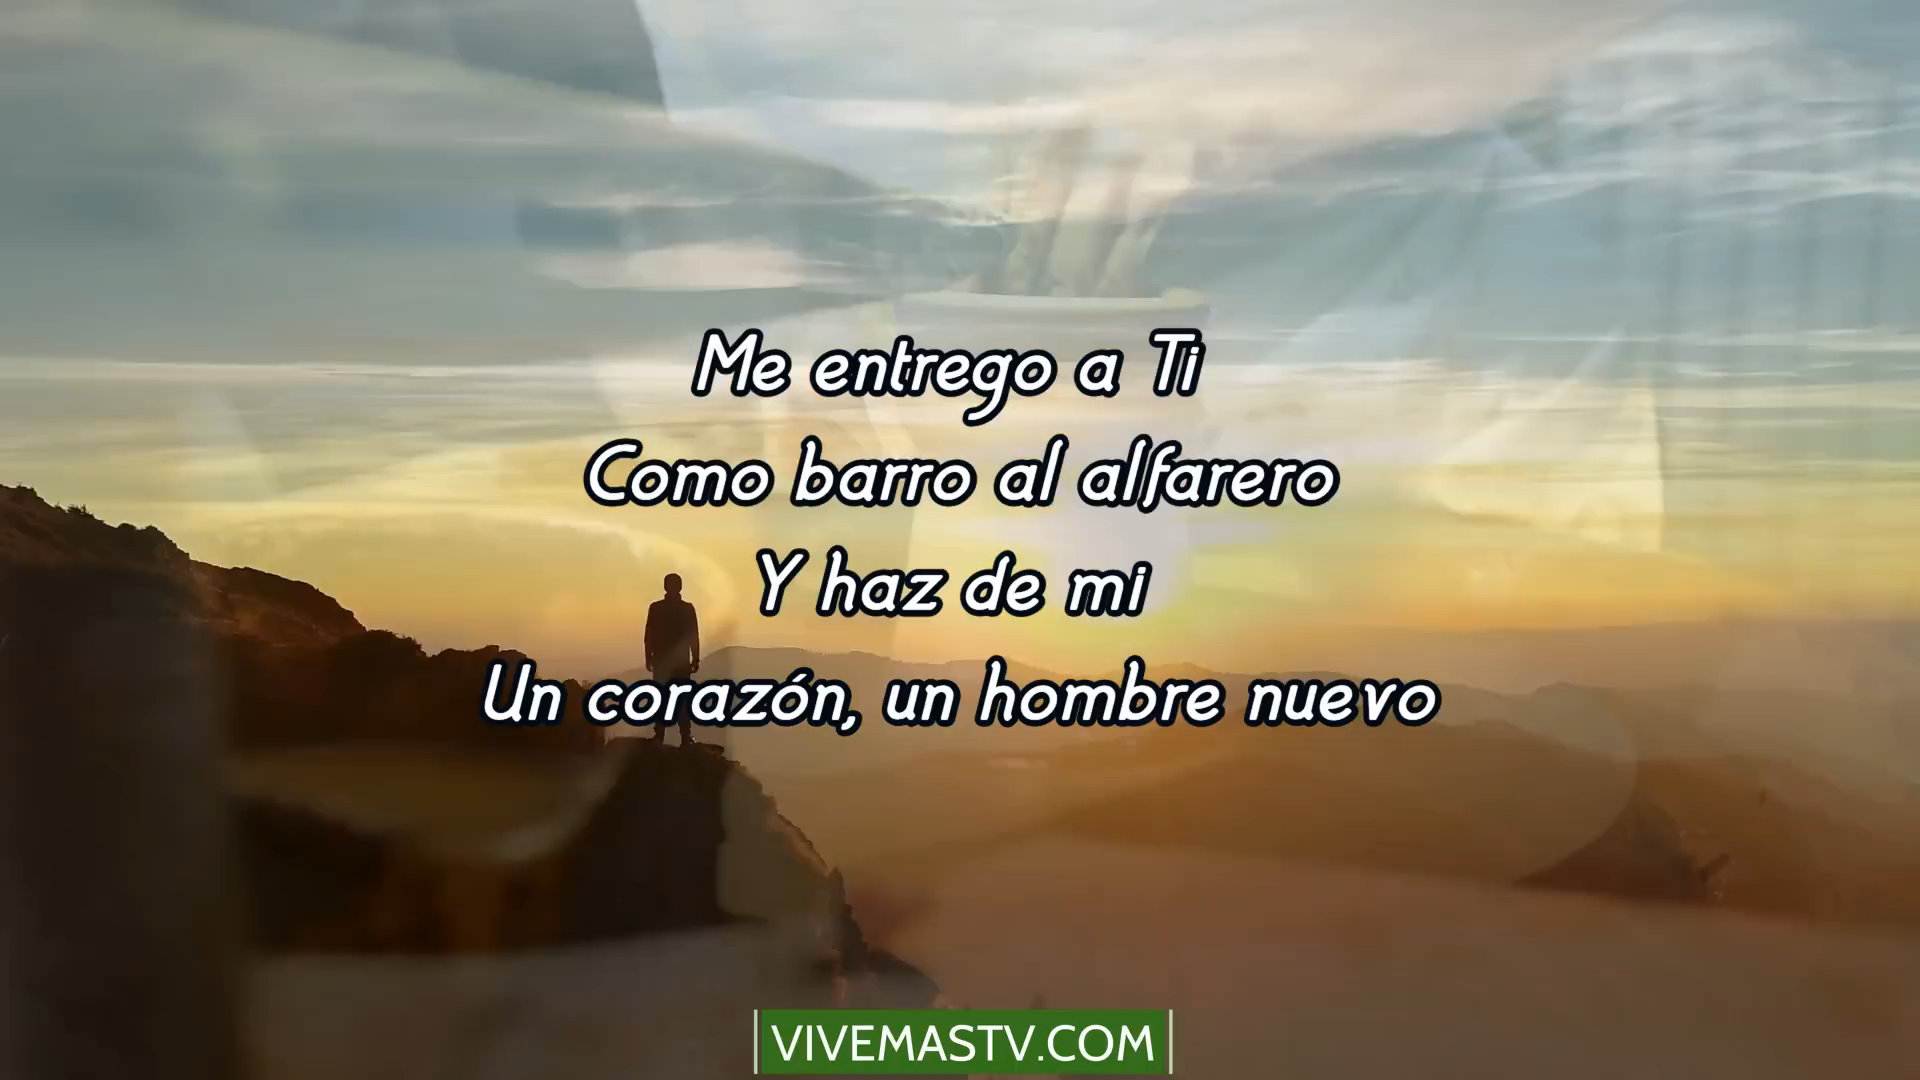 Me entrego a Ti
Como barro al alfarero
Y haz de mi
Un corazón, un hombre nuevo
VIVEMASTV.COM